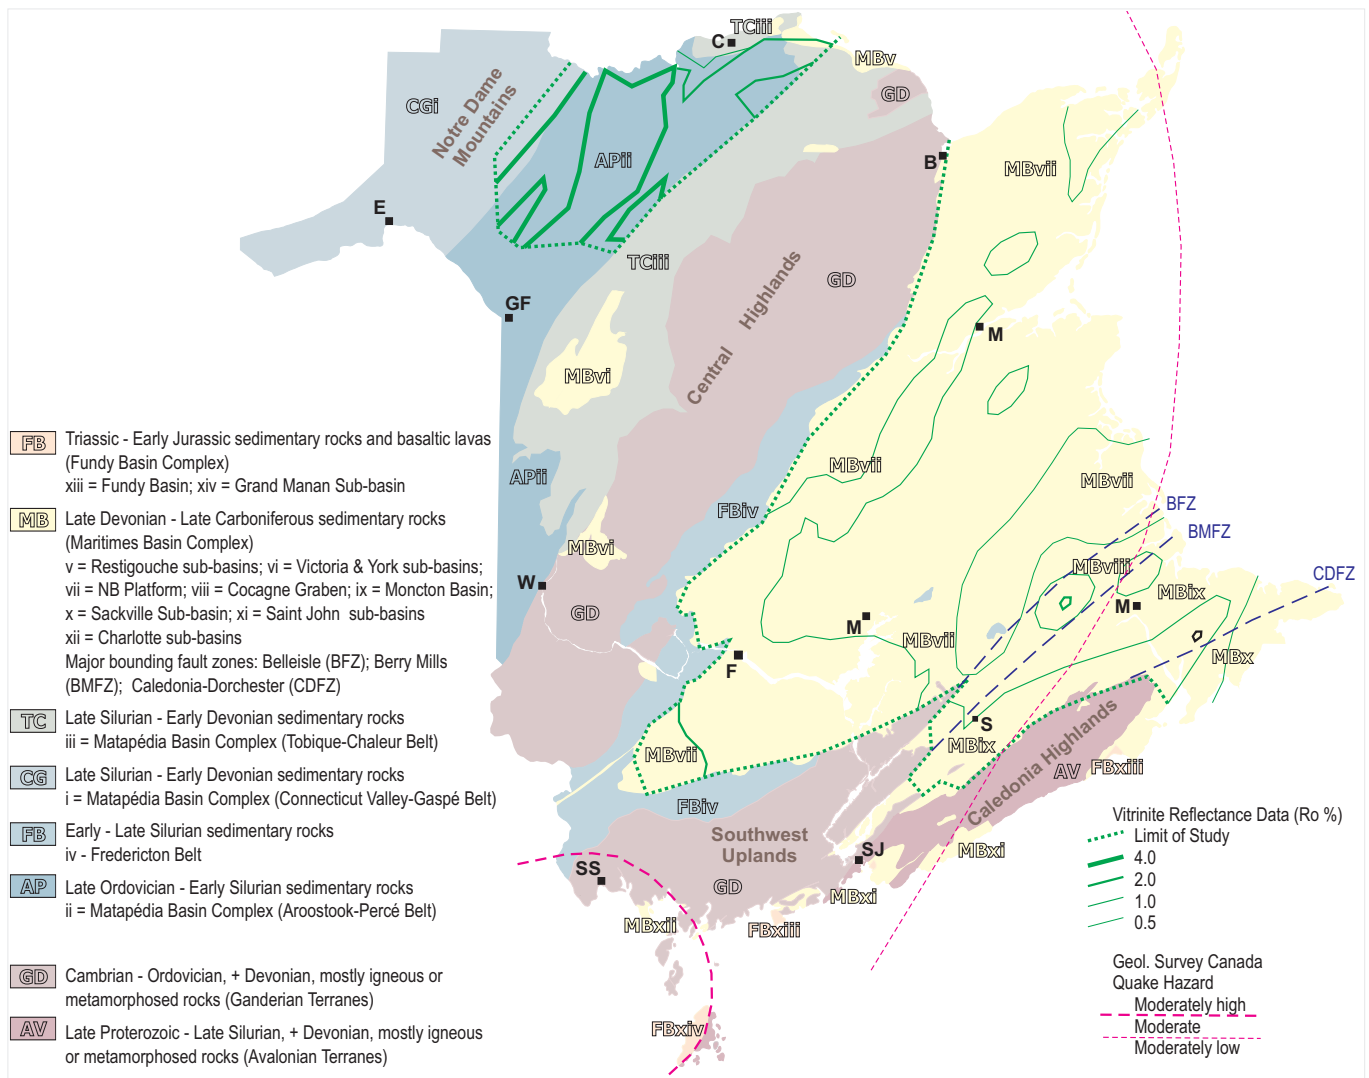 TCiii
C
MBv
GD
CGi
Notre Dame
Mountains
APii
B
MBvii
E
TCiii
GD
Central Highlands
GF
M
MBvi
MBvii
MBvii
APii
FBiv
BFZ
BMFZ
MBvi
MBviii
CDFZ
W
MBix
GD
M
M
MBvii
F
MBx
S
MBvii
MBix
Caledonia Highlands
AV
FBxiii
FBiv
Southwest
Uplands
SJ
MBxi
SS
GD
MBxi
MBxii
FBxiii
FBxiv
FB Triassic - Early Jurassic sedimentary rocks and basaltic lavas
(Fundy Basin Complex)
xiii = Fundy Basin; xiv = Grand Manan Sub-basin
MB Late Devonian - Late Carboniferous sedimentary rocks
(Maritimes Basin Complex)
v = Restigouche sub-basins; vi = Victoria & York sub-basins;
vii = NB Platform; viii = Cocagne Graben; ix = Moncton Basin;
x = Sackville Sub-basin; xi = Saint John sub-basins
xii = Charlotte sub-basins
Major bounding fault zones: Belleisle (BFZ); Berry Mills
(BMFZ); Caledonia-Dorchester (CDFZ)
TC Late Silurian - Early Devonian sedimentary rocks
iii = Matapédia Basin Complex (Tobique-Chaleur Belt)
CG Late Silurian - Early Devonian sedimentary rocks
i = Matapédia Basin Complex (Connecticut Valley-Gaspé Belt)
FB Early - Late Silurian sedimentary rocks
iv - Fredericton Belt
AP Late Ordovician - Early Silurian sedimentary rocks
ii = Matapédia Basin Complex (Aroostook-Percé Belt)
GD Cambrian - Ordovician, + Devonian, mostly igneous or
metamorphosed rocks (Ganderian Terranes)
AV Late Proterozoic - Late Silurian, + Devonian, mostly igneous
or metamorphosed rocks (Avalonian Terranes)
Vitrinite Reflectance Data (Ro %)
Limit of Study
4.0
2.0
1.0
0.5
Geol. Survey Canada
Quake Hazard
Moderately high
Moderate
Moderately low